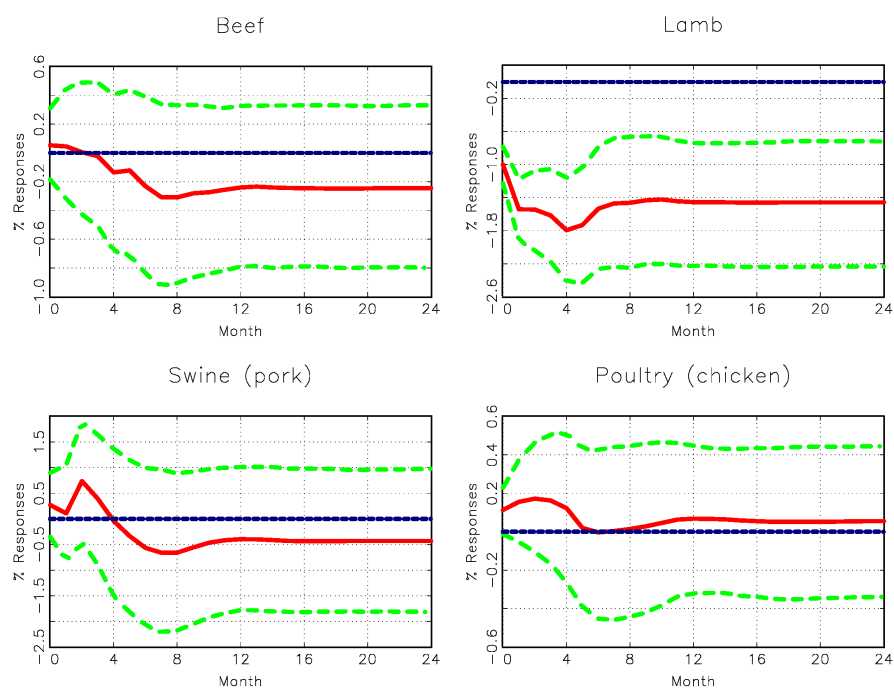 Beef
% Responses
0.6
0.2
−0.2
−0.6
−1.0
0 4 8 12 16 20 24
Month
Lamb
% Responses
−0.2
−1.0
−1.8
−2.6
0 4 8 12 16 20 24
Month
Swine (pork)
% Responses
1.5
0.5
−0.5
−1.5
−2.5
0 4 8 12 16 20 24
Month
Poultry (chicken)
% Responses
0.6
0.4
0.2
−0.2
−0.6
0 4 8 12 16 20 24
Month